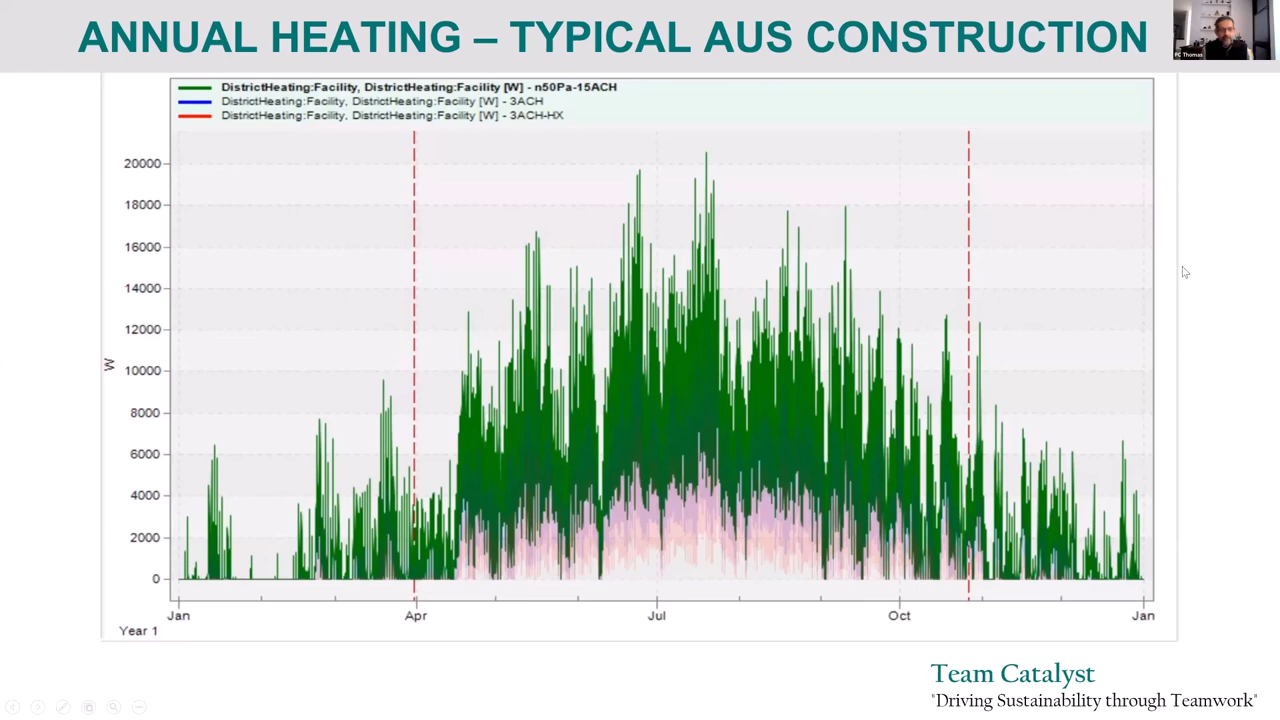 ANNUAL HEATING – TYPICAL AUS CONSTRUCTION
PC Thomas
DistrictHeating:Facility, DistrictHeating:Facility [W] - n50Pa-15ACH
DistrictHeating:Facility, DistrictHeating:Facility [W] - 3ACH
DistrictHeating:Facility, DistrictHeating:Facility [W] - 3ACH-HX
20000
18000
16000
14000
12000
10000
8000
6000
4000
2000
0
W
Jan Apr Jul Oct Jan
Year 1
Team Catalyst
"Driving Sustainability through Teamwork"